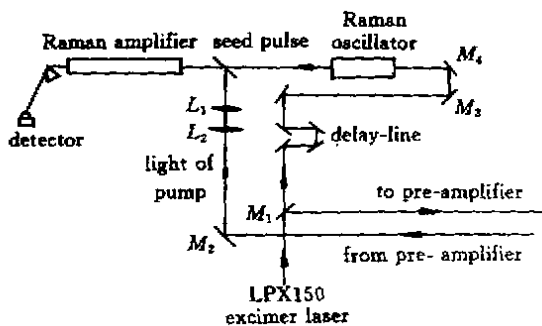 Raman amplifier
seed pulse
Raman
oscillator
M₄
M₃
L₁
L₂
delay-line
detector
light of
pump
M₁
to pre-amplifier
M₂
from pre- amplifier
LPX150
excimer laser